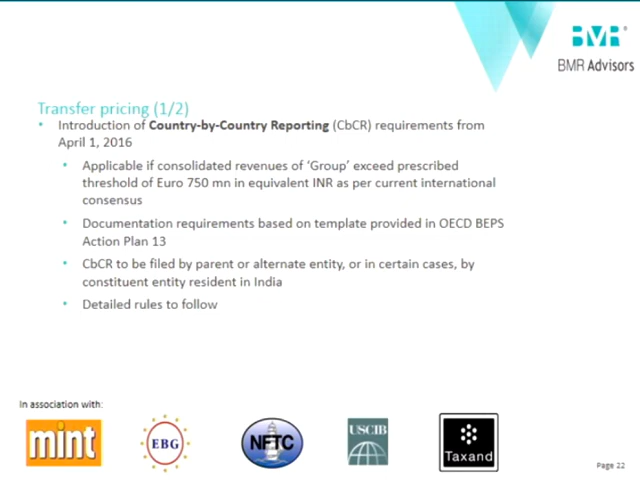 BMR
BMR Advisors
Transfer pricing (1/2)
• Introduction of Country-by-Country Reporting (CbCR) requirements from
April 1, 2016
• Applicable if consolidated revenues of ‘Group’ exceed prescribed
threshold of Euro 750 mn in equivalent INR as per current international
consensus
• Documentation requirements based on template provided in OECD BEPS
Action Plan 13
• CbCR to be filed by parent or alternate entity, or in certain cases, by
constituent entity resident in India
• Detailed rules to follow
In association with:
mint
EBG
NFTC
USCIB
Taxand
Page 22